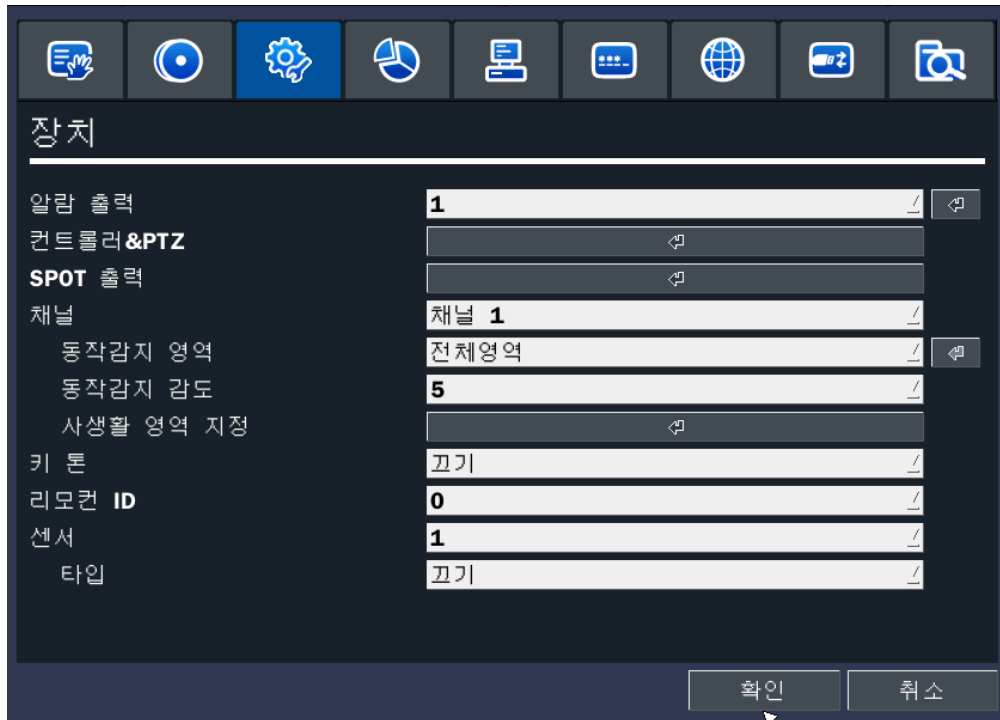 장치
알람 출력 1
컨트롤러&PTZ
SPOT 출력
채널 채널 1
동작감지 영역 전체영역
동작감지 감도 5
사생활 영역 지정
키 톤 끄기
리모컨 ID 0
센서 1
타입 끄기
확인 취소